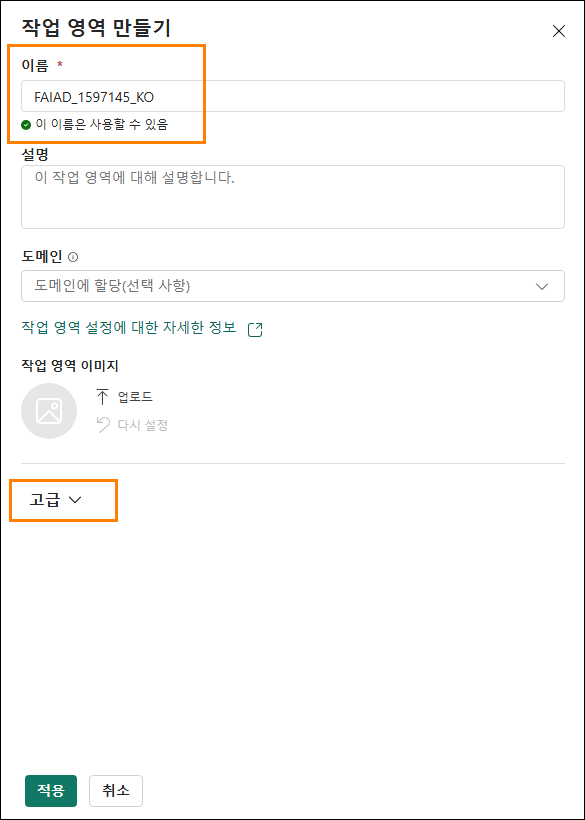 작업 영역 만들기
이름 *
FAIAD_1597145_KO
이 이름은 사용할 수 있음
설명
이 작업 영역에 대해 설명합니다.
도메인
도메인에 할당(선택 사항)
작업 영역 설정에 대한 자세한 정보
작업 영역 이미지
업로드
다시 설정
고급
적용
취소